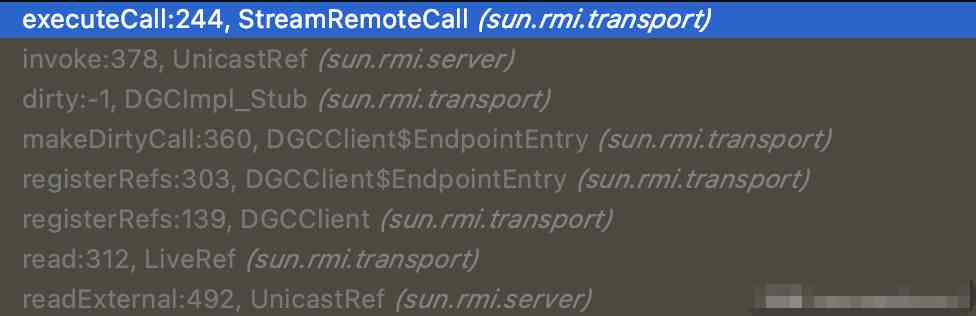 executeCall:244, StreamRemoteCall (sun.rmi.transport)
invoke:378, UnicastRef (sun.rmi.server)
dirty:-1, DGCImpl_Stub (sun.rmi.transport)
makeDirtyCall:360, DGCClient$EndpointEntry (sun.rmi.transport)
registerRefs:303, DGCClient$EndpointEntry (sun.rmi.transport)
registerRefs:139, DGCClient (sun.rmi.transport)
read:312, LiveRef (sun.rmi.transport)
readExternal:492, UnicastRef (sun.rmi.server)